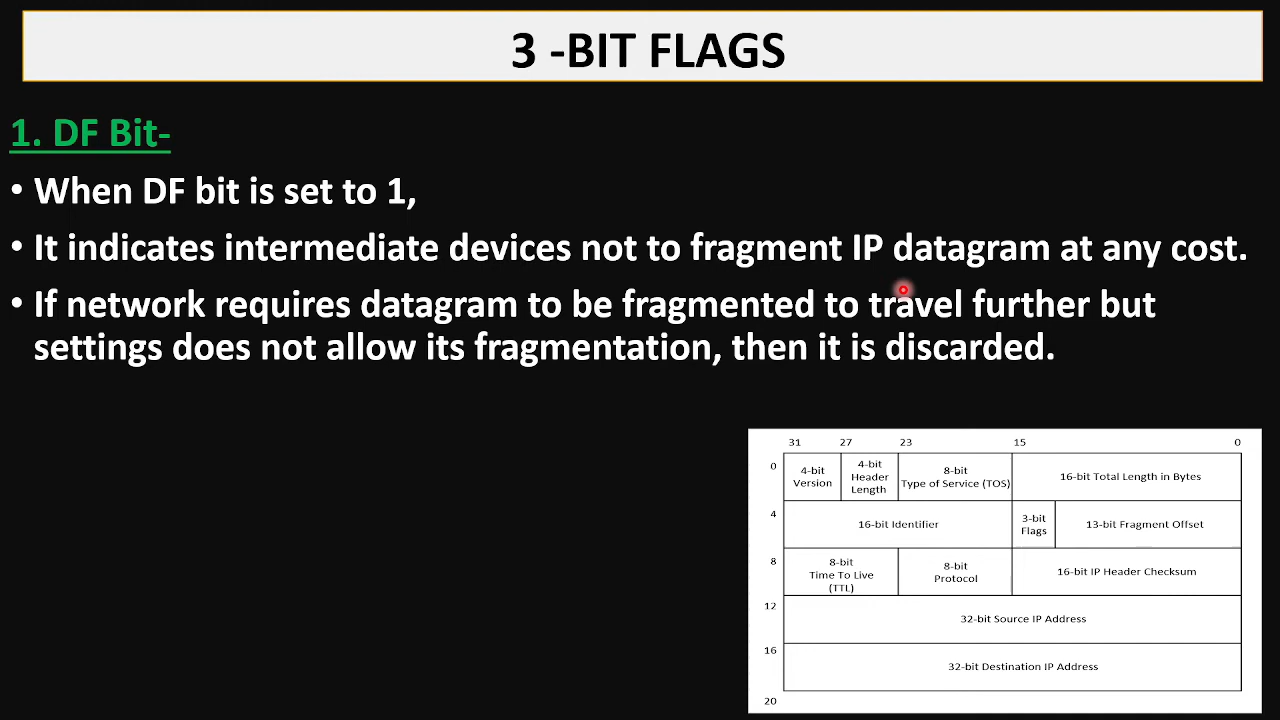 3 -BIT FLAGS
1. DF Bit-
• When DF bit is set to 1,
• It indicates intermediate devices not to fragment IP datagram at any cost.
• If network requires datagram to be fragmented to travel further but
settings does not allow its fragmentation, then it is discarded.
31 27 23 15 0
0
4-bit
Version
4-bit
Header
Length
8-bit
Type of Service (TOS)
16-bit Total Length in Bytes
4
16-bit Identifier
3-bit
Flags
13-bit Fragment Offset
8
8-bit
Time To Live
(TTL)
8-bit
Protocol
16-bit IP Header Checksum
12
32-bit Source IP Address
16
32-bit Destination IP Address
20